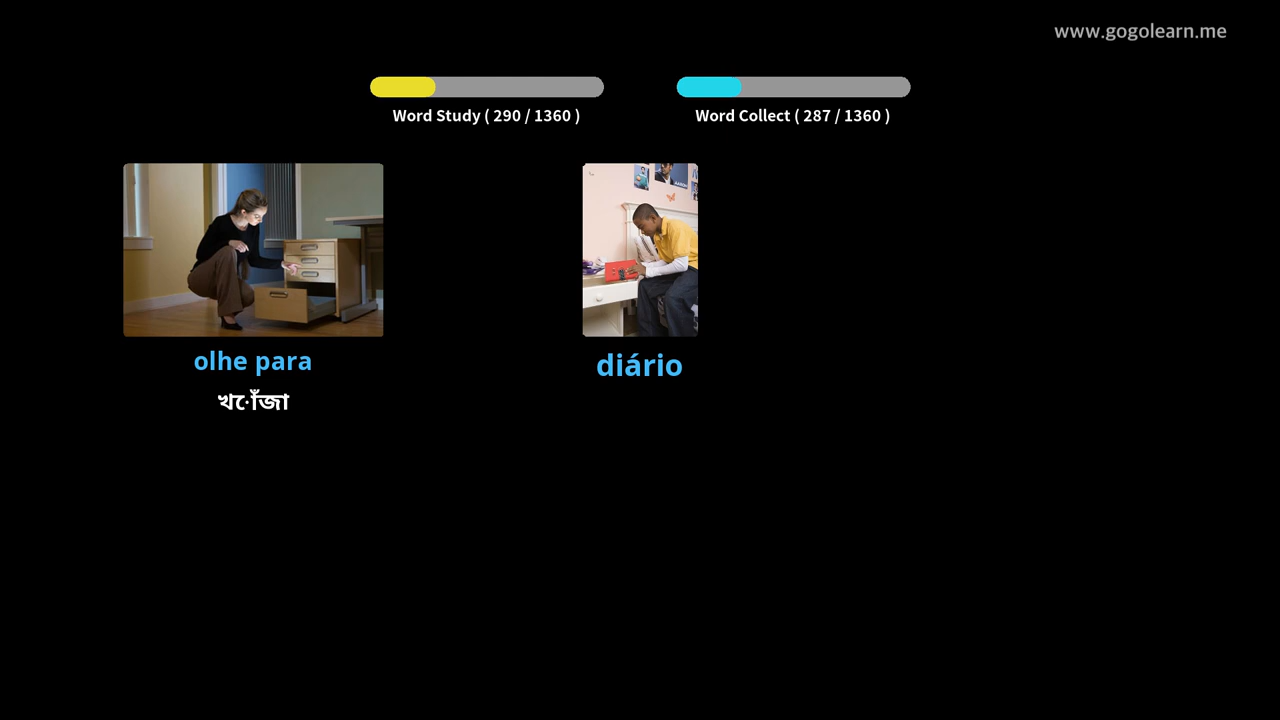 www.gogolearn.me
Word Study ( 290 / 1360 )
Word Collect ( 287 / 1360 )
olhe para
diário
খোঁজা